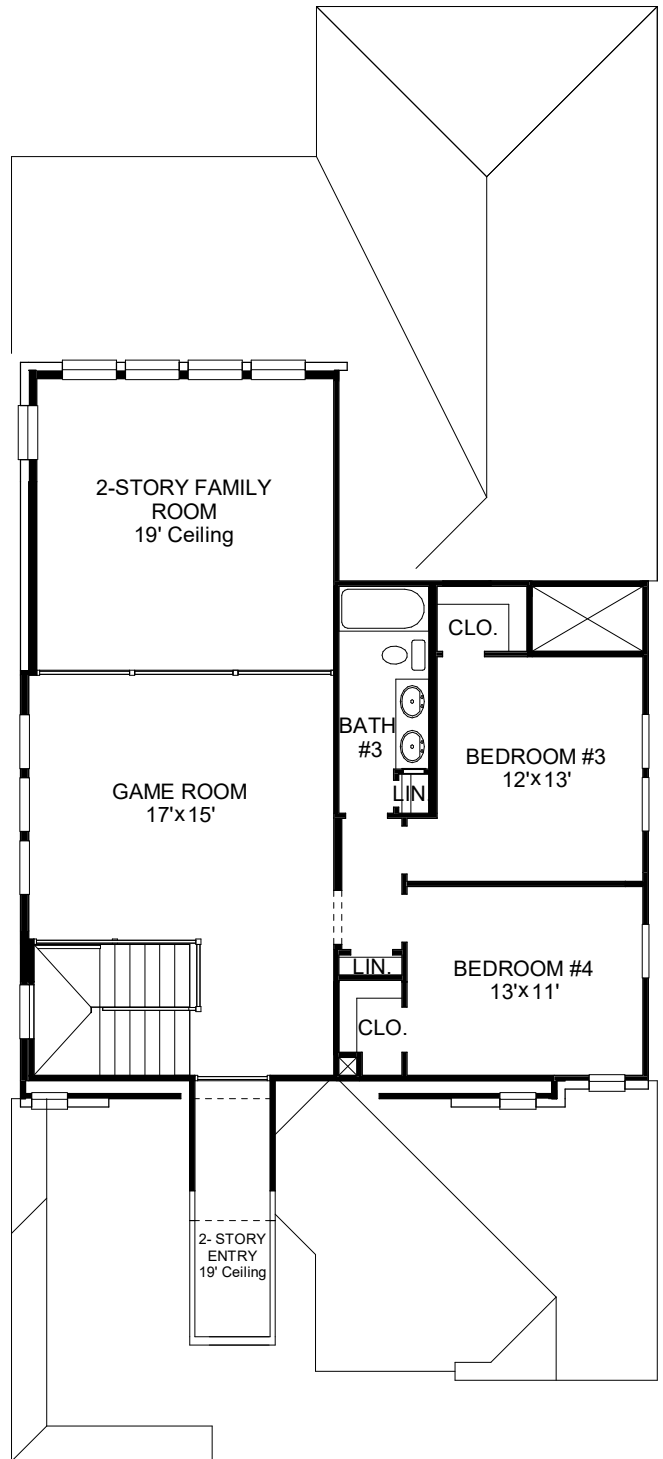 2-STORY FAMILY
ROOM
19' Ceiling
CLO.
BATH
#3
BEDROOM #3
12'x13'
LIN
GAME ROOM
17'x15'
LIN.
BEDROOM #4
13'x11'
CLO.
2- STORY
ENTRY
19' Ceiling